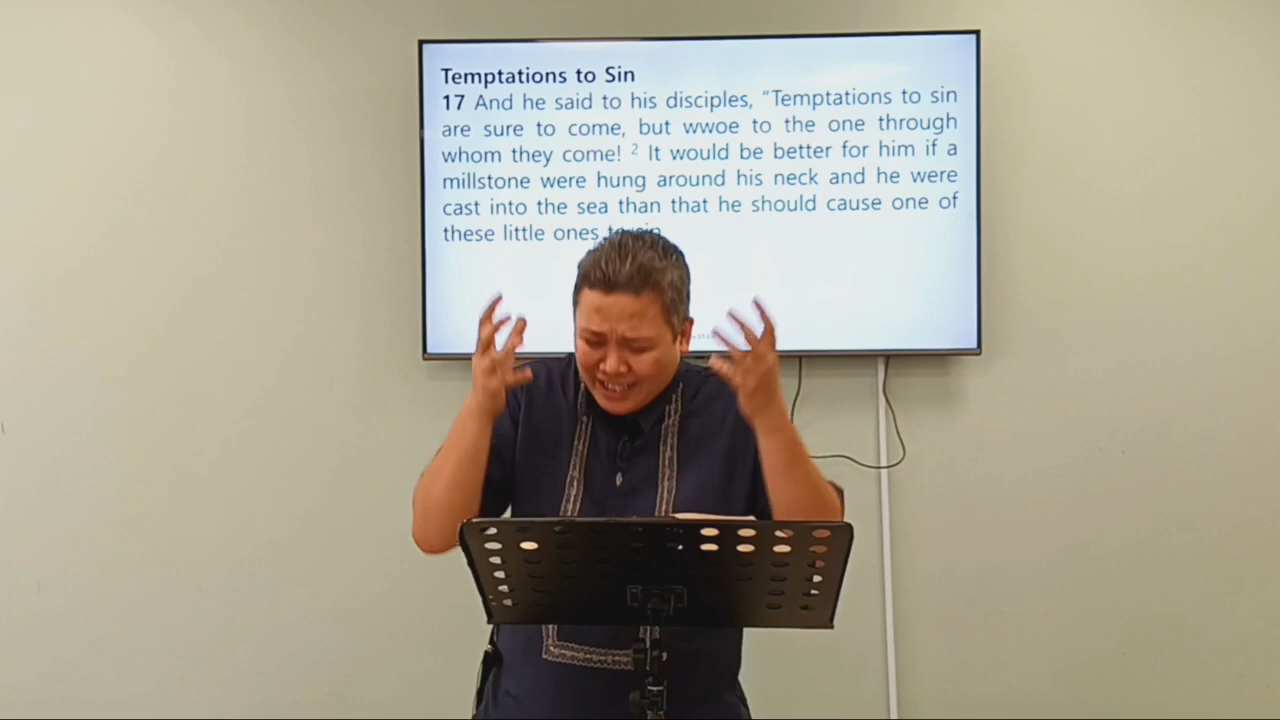 Temptations to Sin
17 And he said to his disciples, “Temptations to sin
are sure to come, but wwoe to the one through
whom they come! ² It would be better for him if a
millstone were hung around his neck and he were
cast into the sea than that he should cause one of
these little ones to sin